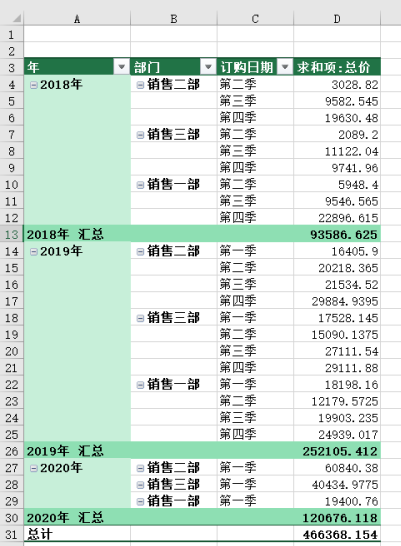 A B C D
1
2
3 年 部门 订购日期 求和项:总价
4 2018年 销售二部 第二季 3028.82
5 第三季 9582.545
6 第四季 19630.48
7 销售三部 第二季 2089.2
8 第三季 11122.04
9 第四季 9741.96
10 销售一部 第二季 5948.4
11 第三季 9546.565
12 第四季 22896.615
13 2018年 汇总 93586.625
14 2019年 销售二部 第一季 16405.9
15 第二季 20218.365
16 第三季 21534.52
17 第四季 29884.9395
18 销售三部 第一季 17528.145
19 第二季 15090.1375
20 第三季 27111.54
21 第四季 29111.88
22 销售一部 第一季 18198.16
23 第二季 12179.5725
24 第三季 19903.235
25 第四季 24939.017
26 2019年 汇总 252105.412
27 2020年 销售二部 第一季 60840.38
28 销售三部 第一季 40434.9775
29 销售一部 第一季 19400.76
30 2020年 汇总 120676.118
31 总计 466368.154